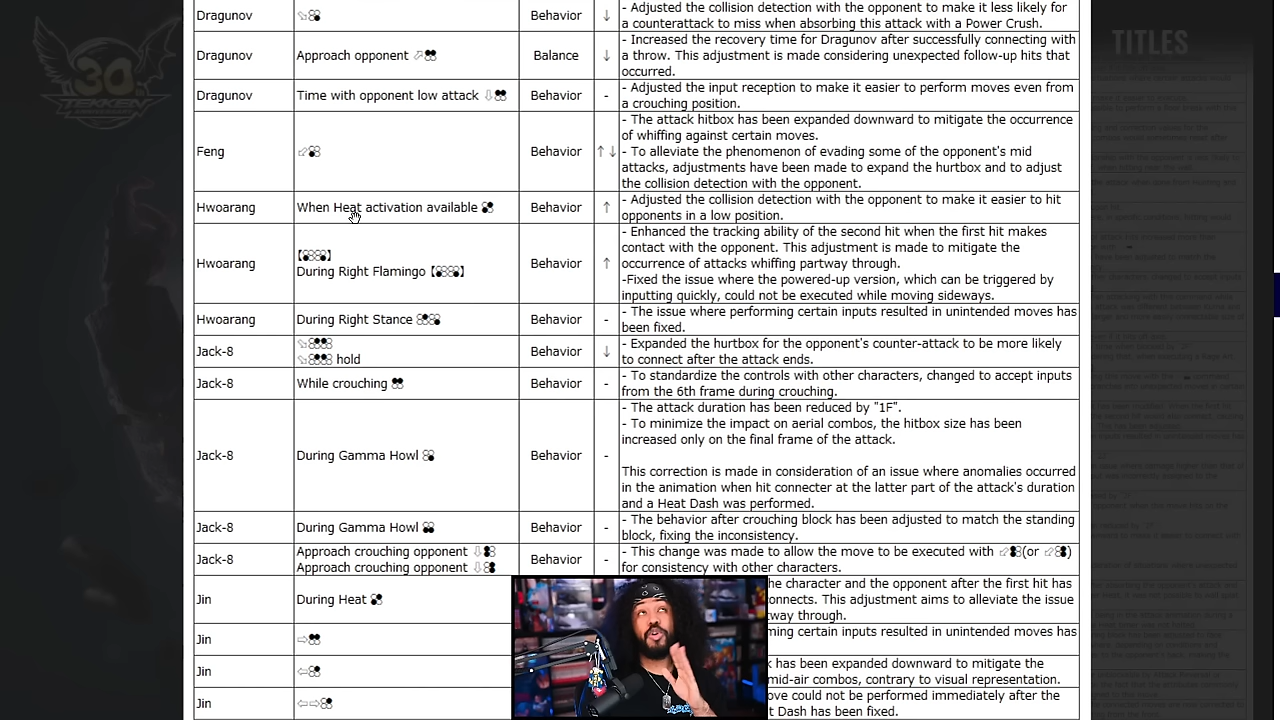 Dragunov
Behavior
↓
- Adjusted the collision detection with the opponent to make it less likely for
a counterattack to miss when absorbing this attack with a Power Crush.
Dragunov
Approach opponent
Balance
↓
- Increased the recovery time for Dragunov after successfully connecting with
a throw. This adjustment is made considering unexpected follow-up hits that
occurred.
Dragunov
Time with opponent low attack
Behavior
-
- Adjusted the input reception to make it easier to perform moves even from
a crouching position.
Feng
Behavior
↑↓
- The attack hitbox has been expanded downward to mitigate the occurrence
of whiffing against certain moves.
- To alleviate the phenomenon of evading some of the opponent's mid
attacks, adjustments have been made to expand the hurtbox and to adjust
the collision detection with the opponent.
Hwoarang
When Heat activation available
Behavior
↑
- Adjusted the collision detection with the opponent to make it easier to hit
opponents in a low position.
Hwoarang
During Right Flamingo
Behavior
↑
- Enhanced the tracking ability of the second hit when the first hit makes
contact with the opponent. This adjustment is made to mitigate the
occurrence of attacks whiffing partway through.
-Fixed the issue where the powered-up version, which can be triggered by
inputting quickly, could not be executed while moving sideways.
Hwoarang
During Right Stance
Behavior
-
- The issue where performing certain inputs resulted in unintended moves has
been fixed.
Jack-8
hold
Behavior
↓
- Expanded the hurtbox for the opponent's counter-attack to be more likely
to connect after the attack ends.
Jack-8
While crouching
Behavior
-
- To standardize the controls with other characters, changed to accept inputs
from the 6th frame during crouching.
Jack-8
During Gamma Howl
Behavior
-
- The attack duration has been reduced by "1F".
- To minimize the impact on aerial combos, the hitbox size has been
increased only on the final frame of the attack.
This correction is made in consideration of an issue where anomalies occurred
in the animation when hit connecter at the latter part of the attack's duration
and a Heat Dash was performed.
Jack-8
During Gamma Howl
Behavior
-
- The behavior after crouching block has been adjusted to match the standing
block, fixing the inconsistency.
Jack-8
Approach crouching opponent
Approach crouching opponent
Behavior
-
- This change was made to allow the move to be executed with (or )
for consistency with other characters.
Jin
During Heat
he character and the opponent after the first hit has
onnects. This adjustment aims to alleviate the issue
tway through.
Jin
ming certain inputs resulted in unintended moves has
Jin
k has been expanded downward to mitigate the
mid-air combos, contrary to visual representation.
Jin
ove could not be performed immediately after the
t Dash has been fixed.
TITLES
30th
TEKKEN